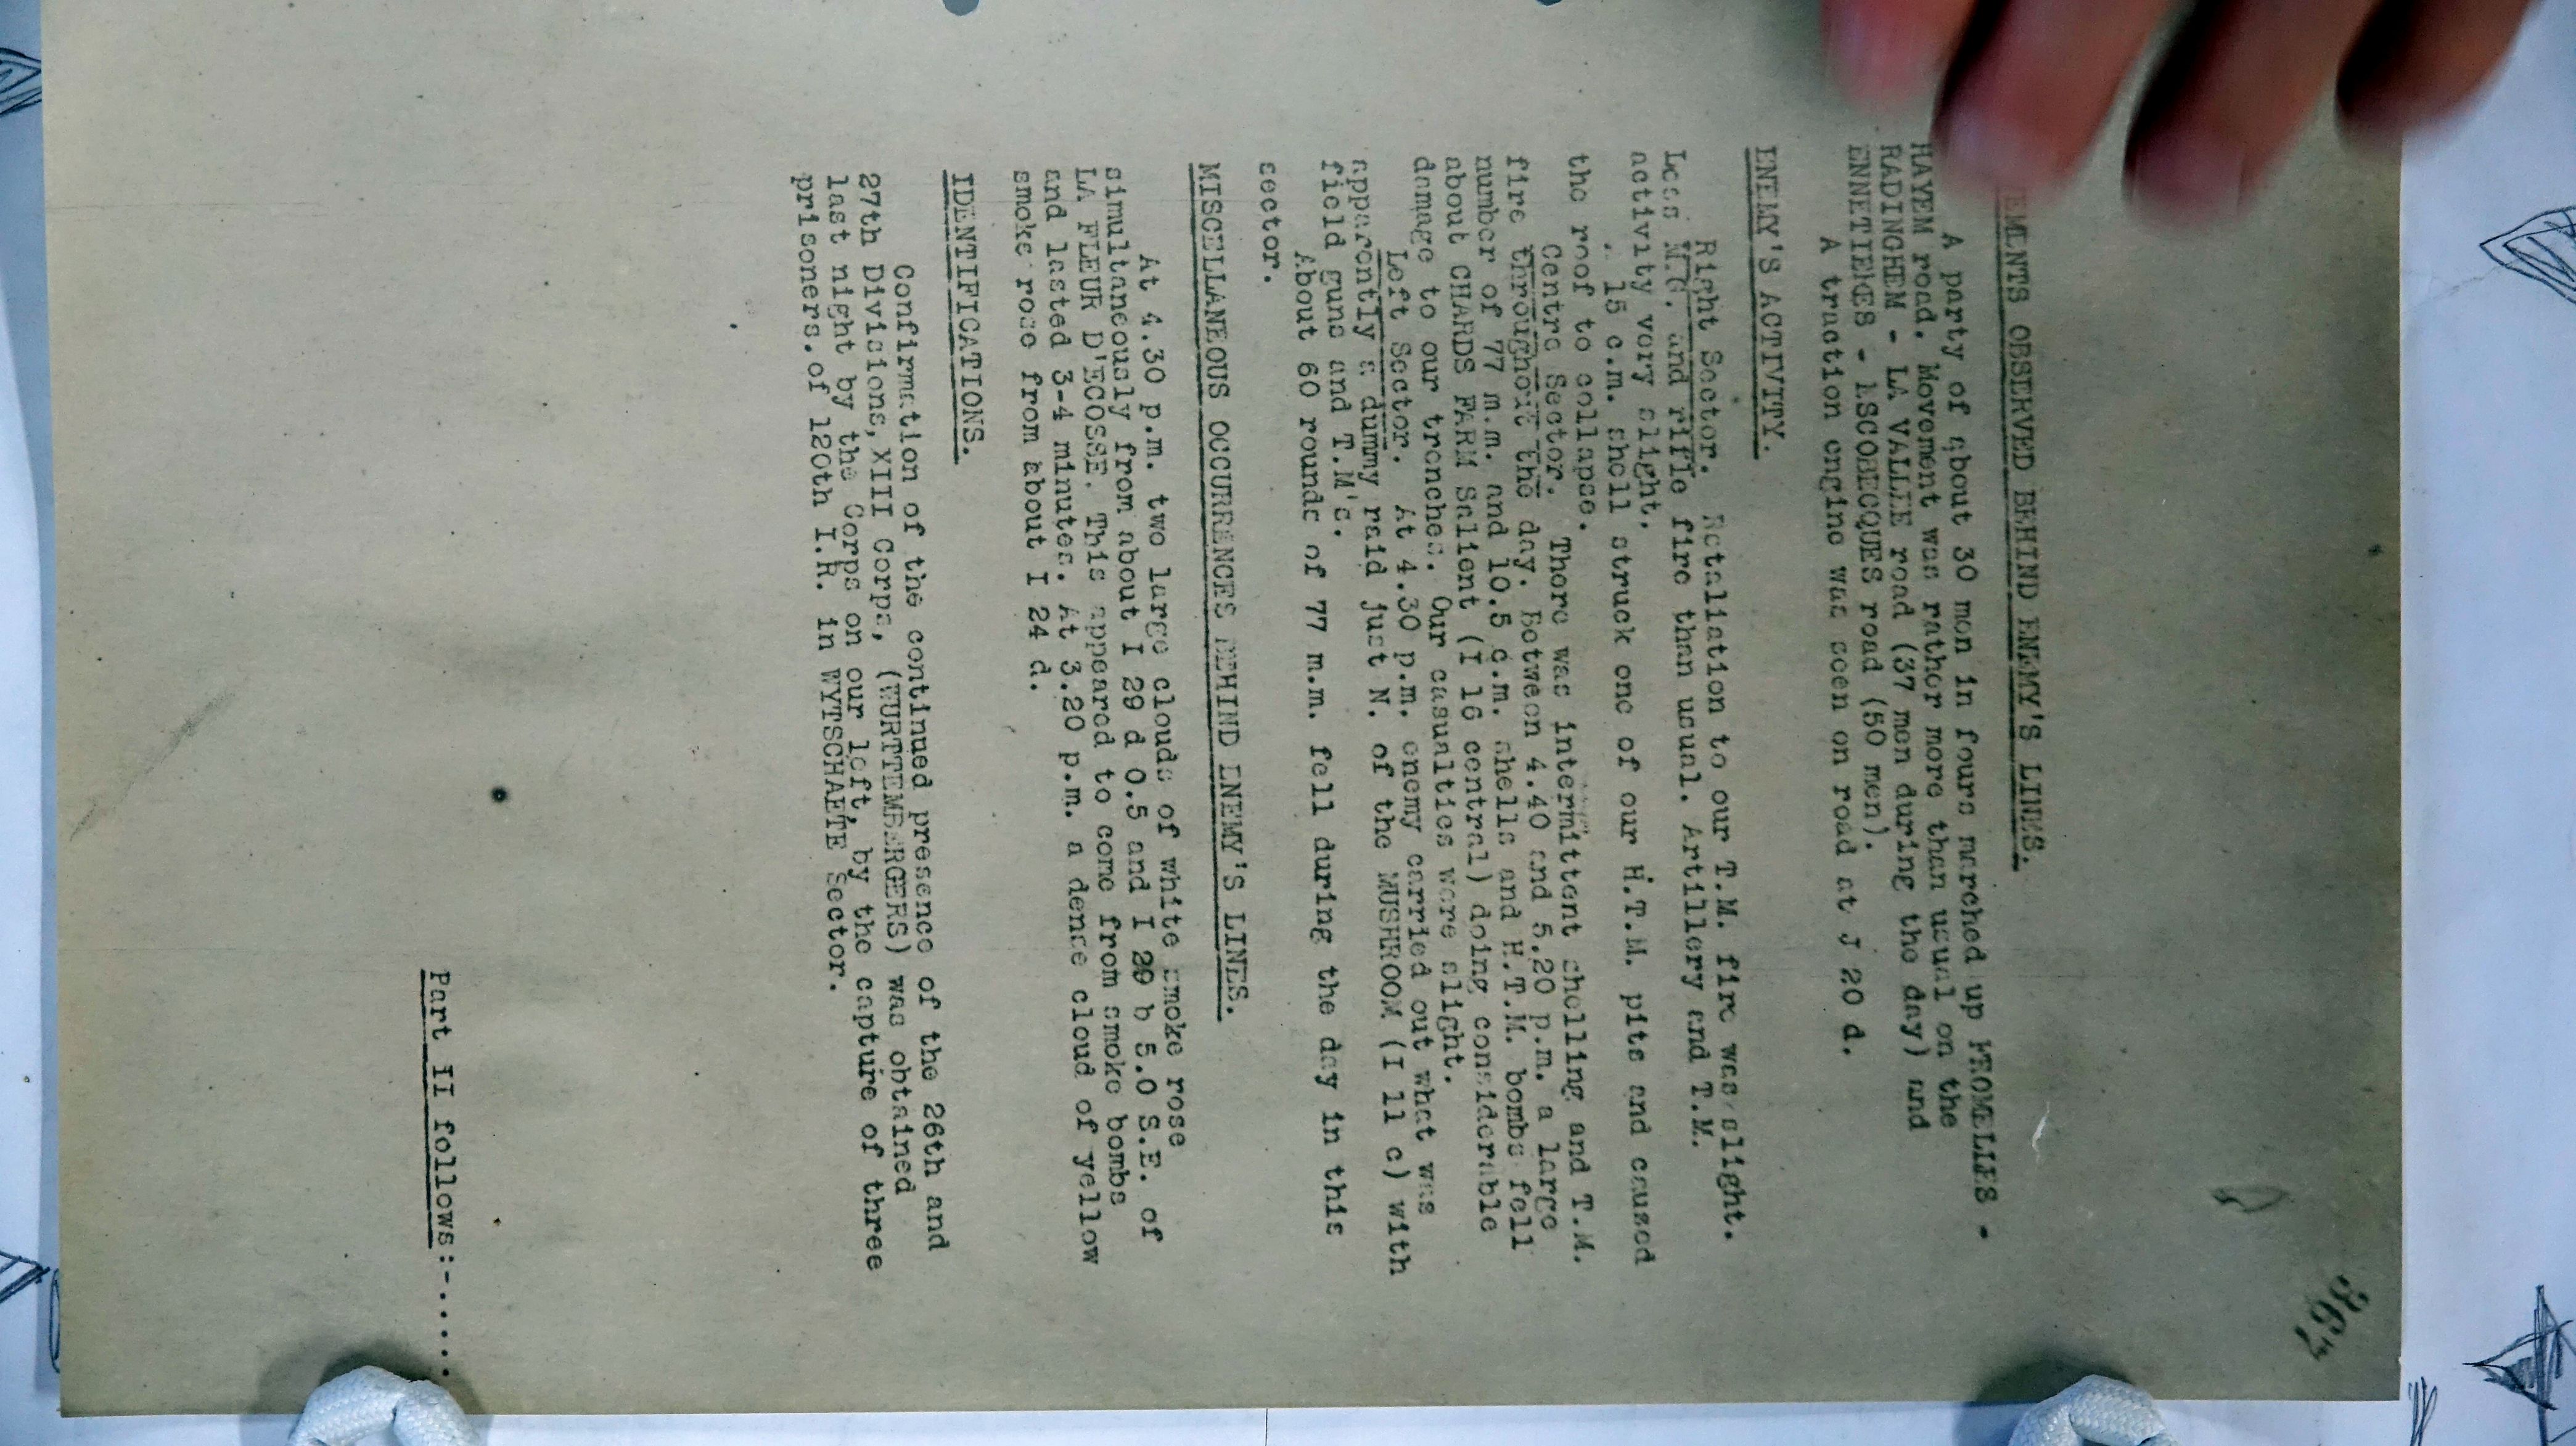 367
EMENTS OBSERVED BEHIND ENEMY'S LINES.
A party of about 30 men in fours marched up FROMELLES -
HAYEM road. Movement was rather more than usual on the
RADINGHEM - LA VALLEE road (37 men during the day) and
ENNETIERES - ESCOBECQUES road (50 men).
A traction engine was seen on road at J 20 d.
ENEMY'S ACTIVITY.
Right Sector. Retaliation to our T.M. fire was slight.
Less M.G. and rifle fire than usual. Artillery and T.M.
activity very slight.
15 c.m. shell struck one of our H.T.M. pits and caused
the roof to collapse.
Centre Sector. There was intermittent shelling and T.M.
fire throughout the day. Between 4.40 and 5.20 p.m. a large
number of 77 m.m. and 10.5 c.m. shells and H.T.M. bombs fell
about CHARDS FARM Salient (I 16 central) doing considerable
damage to our trenches. Our casualties were slight.
Left Sector. At 4.30 p.m. enemy carried out what was
apparently a dummy raid just N. of the MUSHROOM (I 11 c) with
field guns and T.M's.
About 60 rounds of 77 m.m. fell during the day in this
sector.
MISCELLANEOUS OCCURRENCES BEHIND ENEMY'S LINES.
At 4.30 p.m. two large clouds of white smoke rose
simultaneously from about I 29 d 0.5 and I 29 b 5.0 S.E. of
LA FLEUR D'ECOSSE. This appeared to come from smoke bombs
and lasted 3-4 minutes. At 3.20 p.m. a dense cloud of yellow
smoke rose from about I 24 d.
IDENTIFICATIONS.
Confirmation of the continued presence of the 26th and
27th Divisions, XIII Corps, (WURTTEMBERGERS) was obtained
last night by the Corps on our left, by the capture of three
prisoners.of 120th I.R. in WYTSCHAETE Sector.
Part II follows:-.....